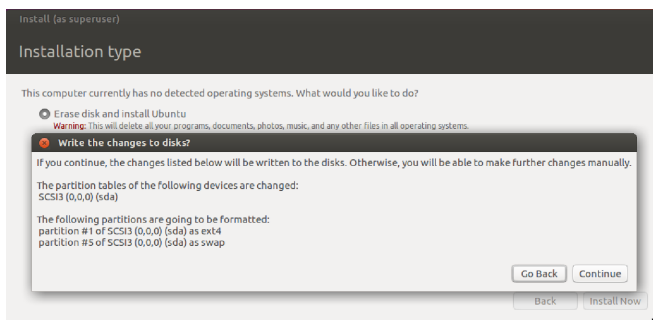 Install (as superuser)
Installation type
This computer currently has no detected operating systems. What would you like to do?
Erase disk and install Ubuntu
Warning: This will delete all your programs, documents, photos, music, and any other files in all operating systems.
Write the changes to disks?
If you continue, the changes listed below will be written to the disks. Otherwise, you will be able to make further changes manually.
The partition tables of the following devices are changed:
SCSI3 (0,0,0) (sda)
The following partitions are going to be formatted:
partition #1 of SCSI3 (0,0,0) (sda) as ext4
partition #5 of SCSI3 (0,0,0) (sda) as swap
Go Back Continue
Back Install Now